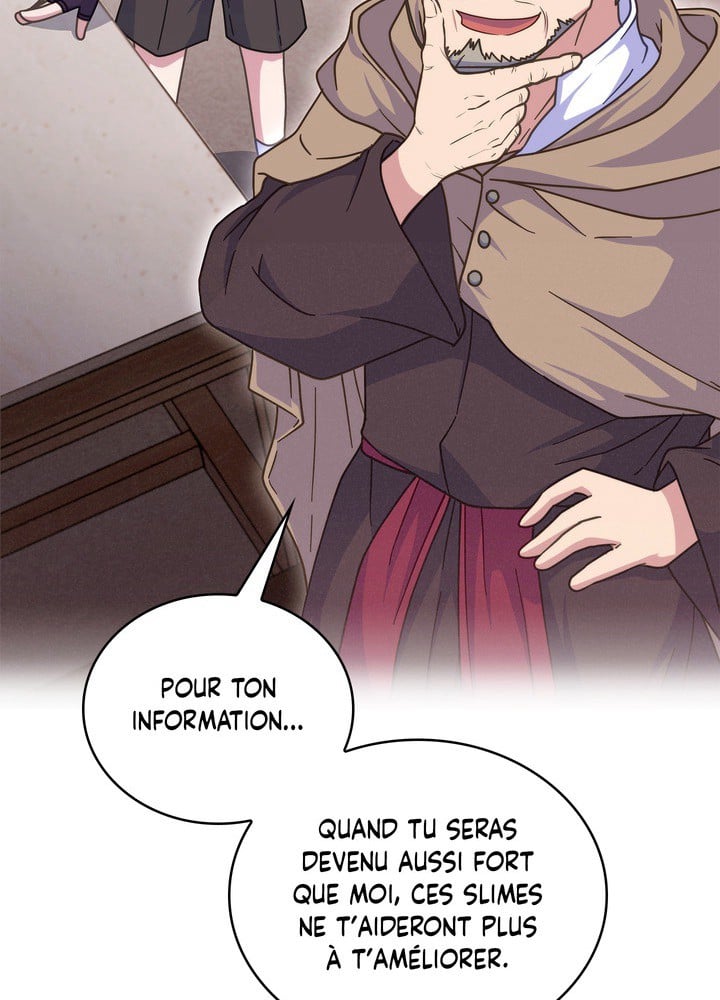 POUR TON
INFORMATION...
QUAND TU SERAS
DEVENU AUSSI FORT
QUE MOI, CES SLIMES
NE T'AIDERONT PLUS
À T'AMÉLIORER.